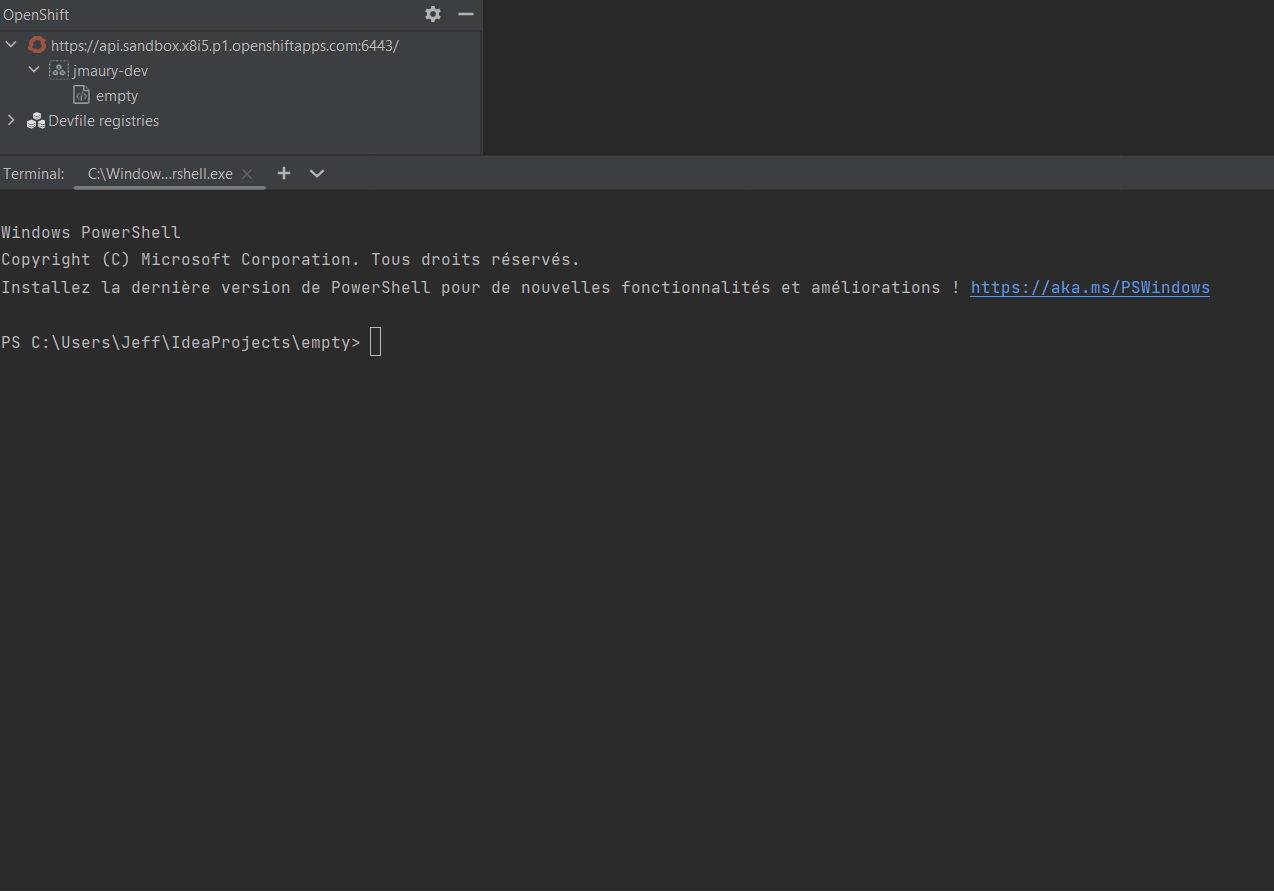 OpenShift
https://api.sandbox.x8i5.p1.openshiftapps.com:6443/
jmaury-dev
empty
Devfile registries
Terminal: C:\Window...rshell.exe
Windows PowerShell
Copyright (C) Microsoft Corporation. Tous droits réservés.
Installez la dernière version de PowerShell pour de nouvelles fonctionnalités et améliorations ! https://aka.ms/PSWindows
PS C:\Users\Jeff\IdeaProjects\empty>